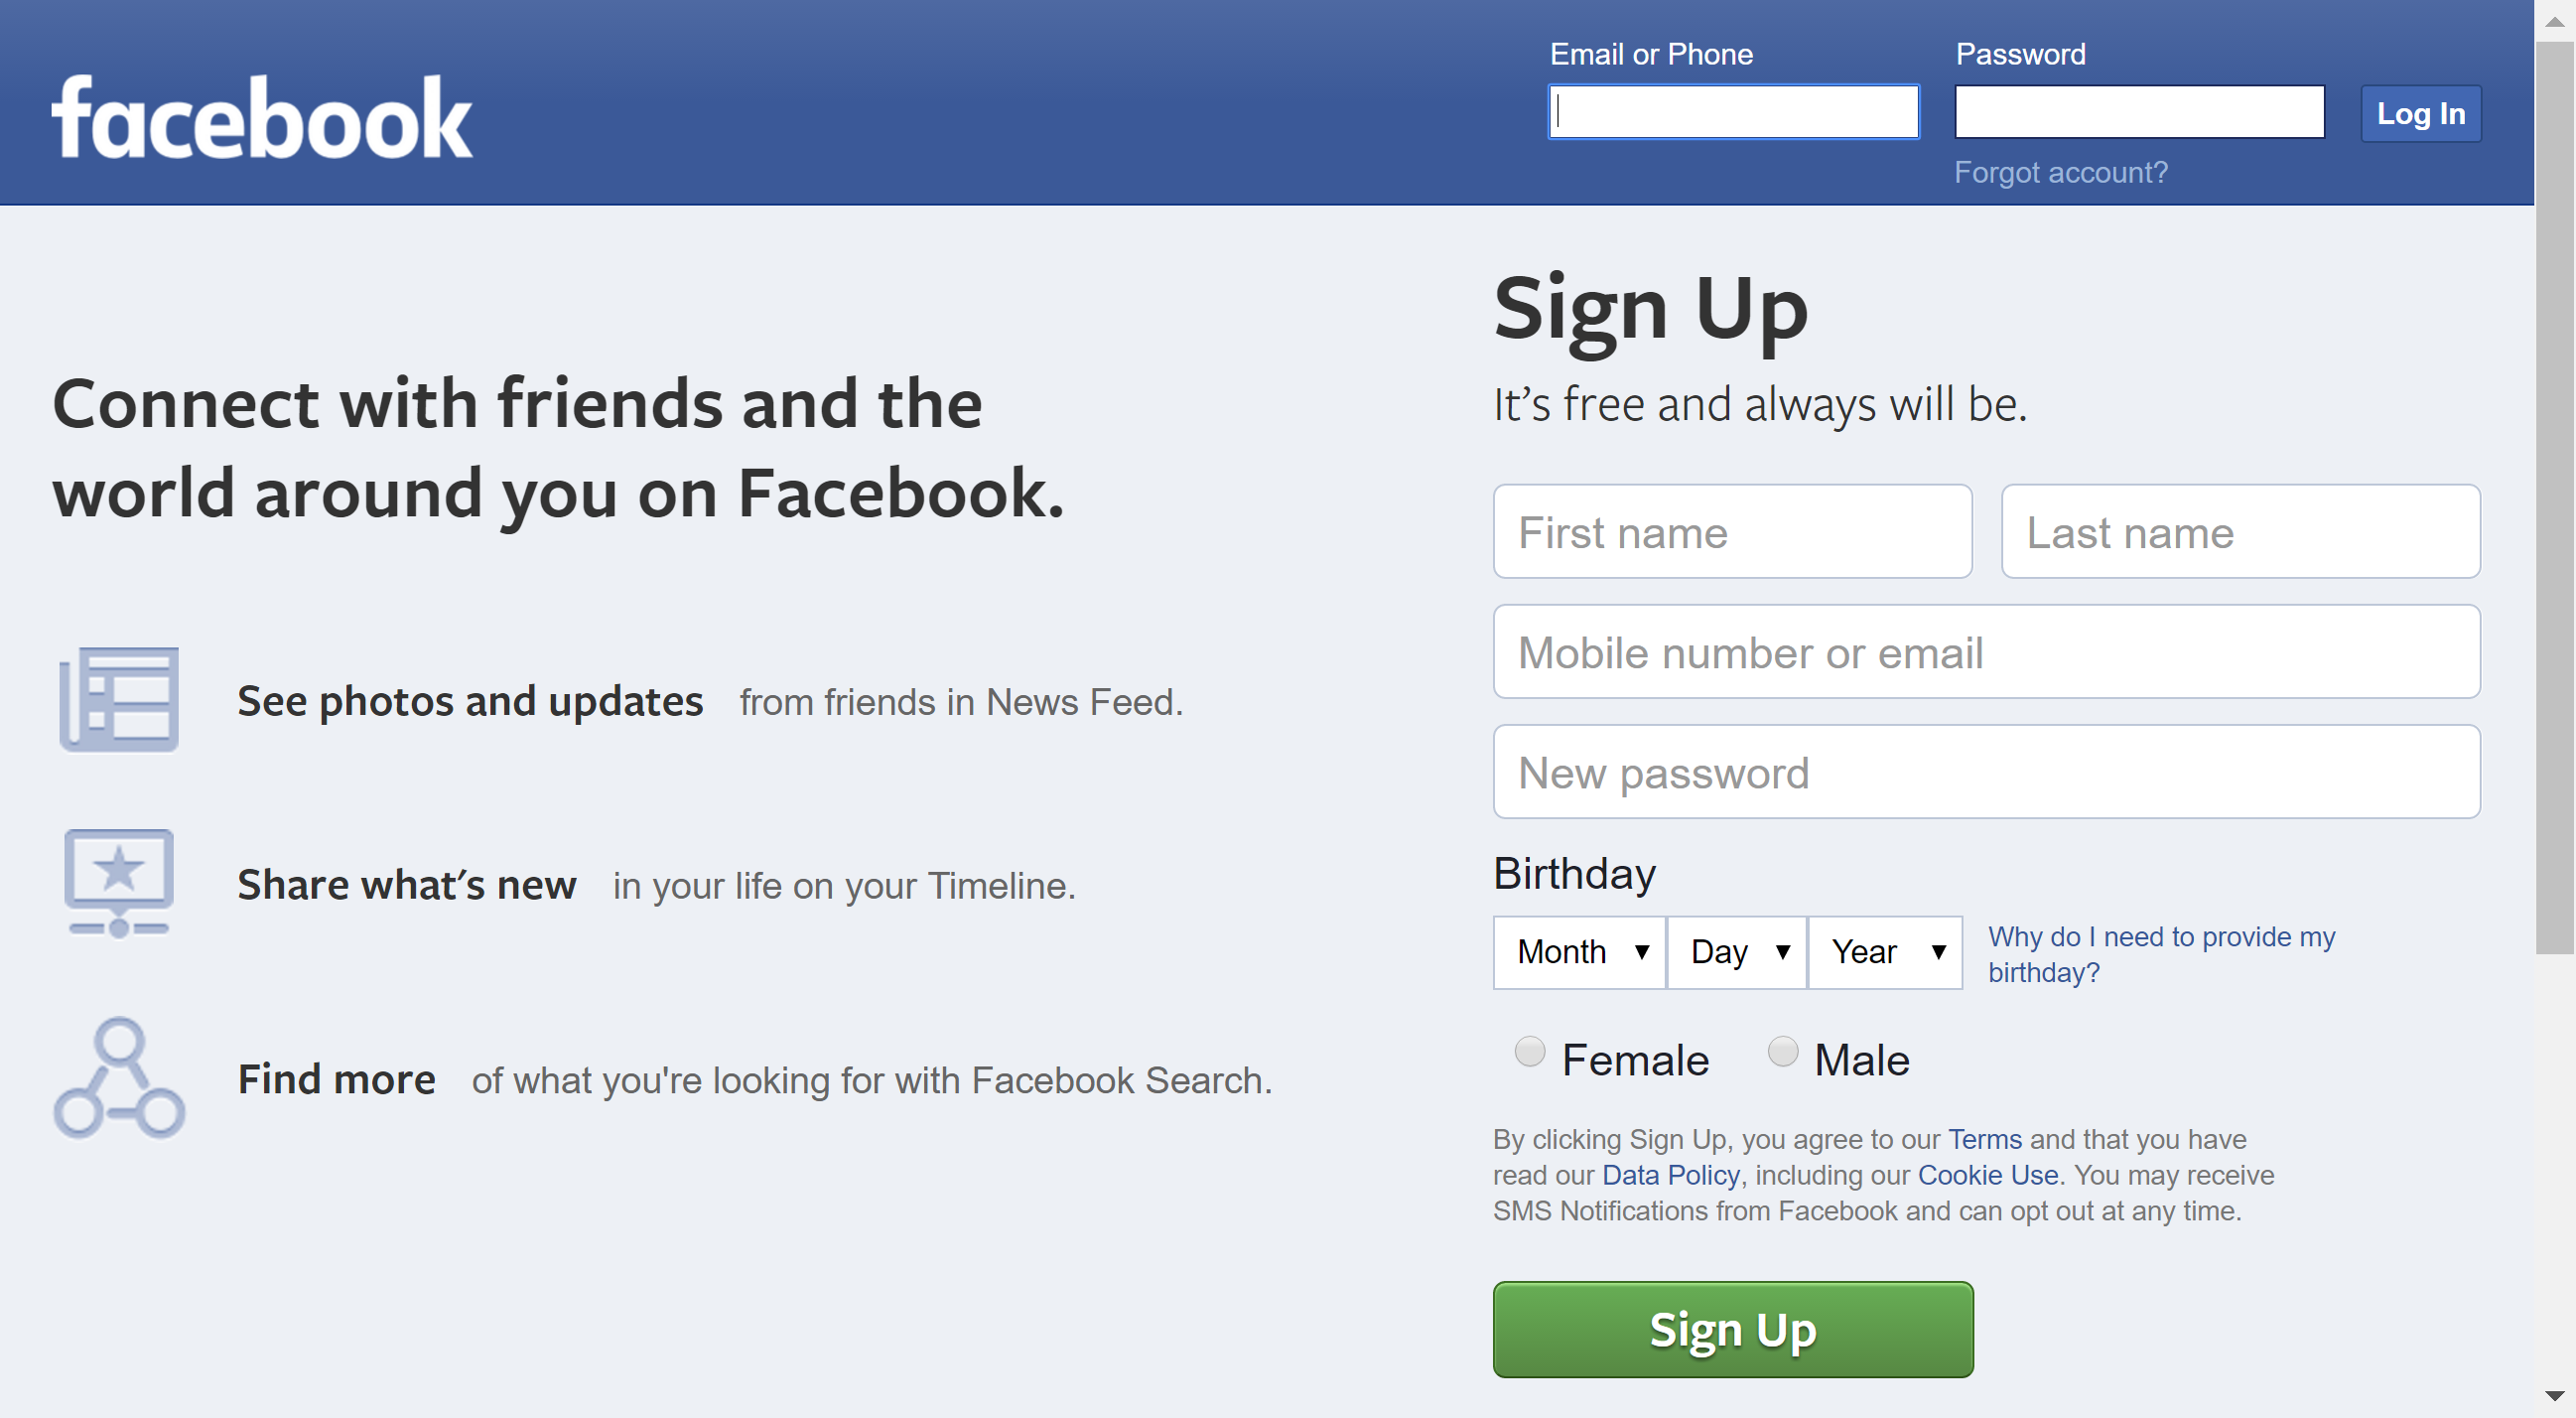 facebook
Email or Phone
Password
Log In
Forgot account?
Connect with friends and the
world around you on Facebook.
See photos and updates from friends in News Feed.
Share what's new in your life on your Timeline.
Find more of what you're looking for with Facebook Search.
Sign Up
It’s free and always will be.
First name
Last name
Mobile number or email
New password
Birthday
Month
Day
Year
Why do I need to provide my
birthday?
Female
Male
By clicking Sign Up, you agree to our Terms and that you have
read our Data Policy, including our Cookie Use. You may receive
SMS Notifications from Facebook and can opt out at any time.
Sign Up